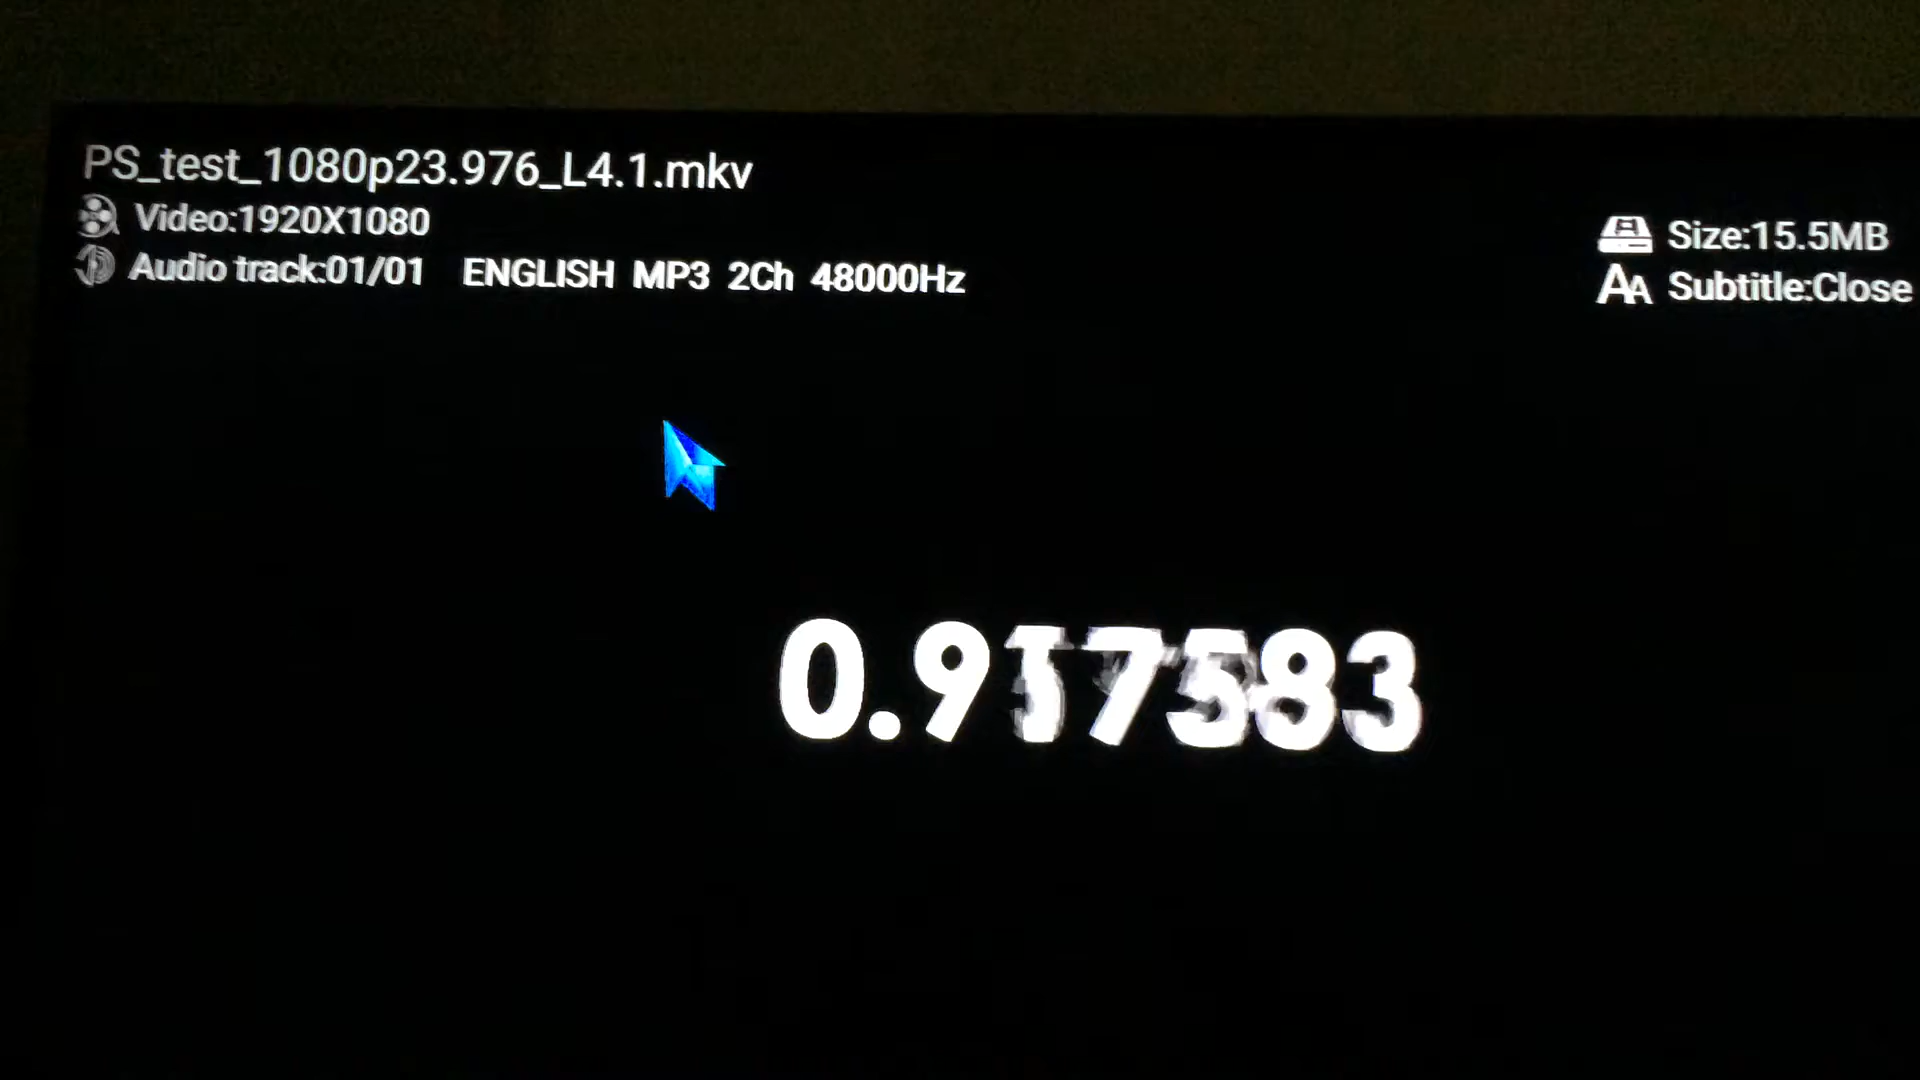 PS_test_1080p23.976_L4.1.mkv
Video:1920X1080
Size:15.5MB
Audio track:01/01 ENGLISH MP3 2Ch 48000Hz
Subtitle:Close